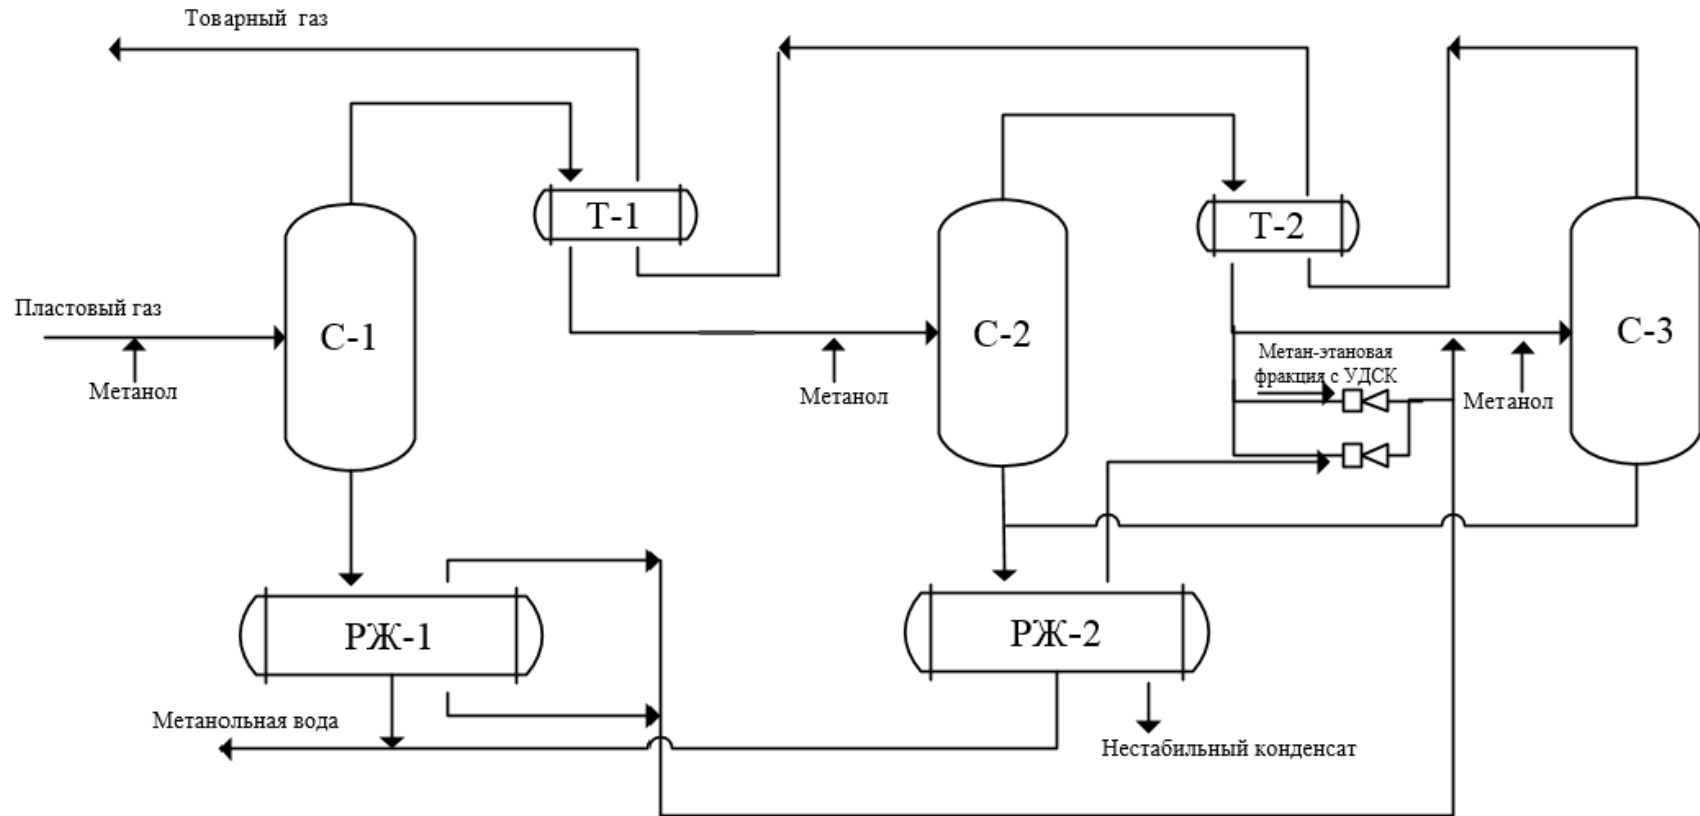 Товарный газ
Т-1
Т-2
Пластовый газ
С-1
С-2
С-3
Метанол
Метанол
Метан-этановая
фракция с УДСК
Метанол
РЖ-1
РЖ-2
Метанольная вода
Нестабильный конденсат